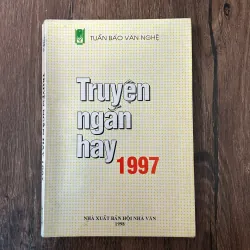 TUẦN BÁO VĂN NGHỆ
Truyện
ngắn
hay
1997
NHÀ XUẤT BẢN HỘI NHÀ VĂN
1998